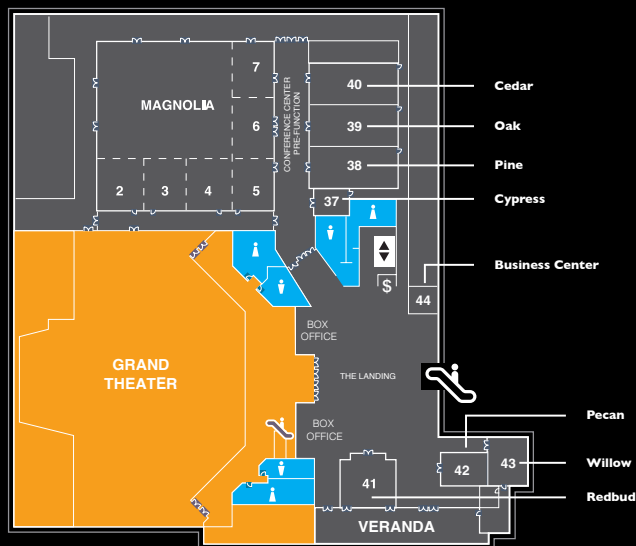 7
40
Cedar
MAGNOLIA
CONFERENCE CENTER
PRE-FUNCTION
6
39
Oak
38
Pine
2
3
4
5
37
Cypress
Business Center
$
44
BOX
OFFICE
GRAND
THEATER
THE LANDING
BOX
OFFICE
Pecan
42
43
Willow
41
Redbud
VERANDA